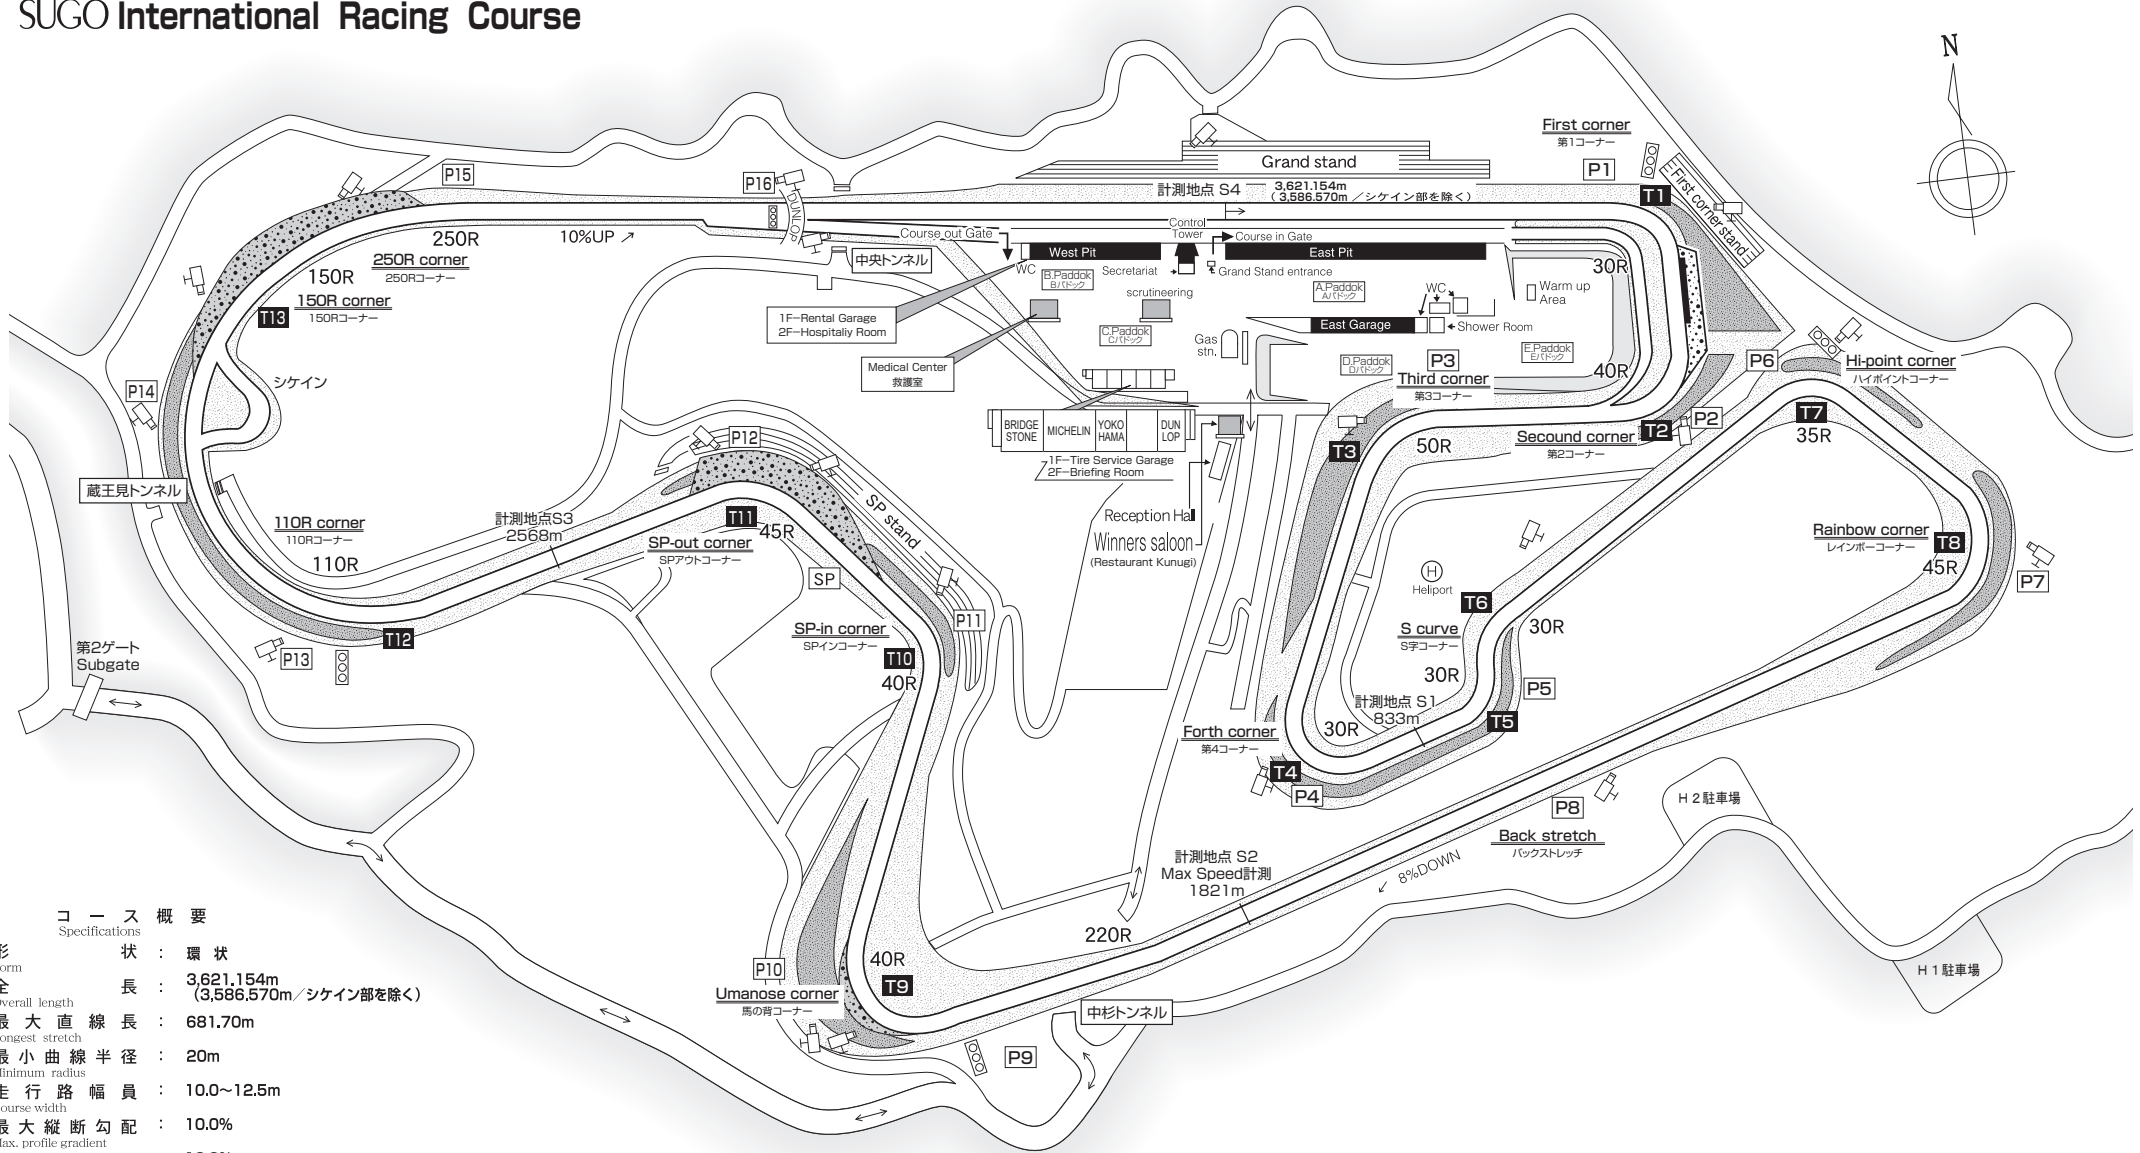 SUGO International Racing Course
N
First corner
第1コーナー
P1
T1
First corner stand
Grand stand
計測地点 S4
3,621.154m
(3,586.570m／シケイン部を除く)
P15
P16
DUNLOP
250R
250R corner
250Rコーナー
10%UP
150R
150R corner
150Rコーナー
T13
中央トンネル
Course out Gate
Control
Tower
Course in Gate
West Pit
East Pit
WC
B.Paddok
Bパドック
Secretariat
Grand Stand entrance
scrutineering
A.Paddok
Aパドック
WC
Warm up
Area
30R
1F-Rental Garage
2F-Hospitaliy Room
C.Paddok
Cパドック
East Garage
Shower Room
Gas
stn.
Medical Center
救護室
D.Paddok
Dパドック
P3
E.Paddok
Eパドック
40R
Third corner
第3コーナー
P6
Hi-point corner
ハイポイントコーナー
T7
35R
P2
T2
Secound corner
第2コーナー
T3
50R
BRIDGE
STONE
MICHELIN
YOKO
HAMA
DUN
LOP
1F-Tire Service Garage
2F-Briefing Room
Reception Hall
Winners saloon
(Restaurant Kunugi)
P14
シケイン
蔵王見トンネル
110R corner
110Rコーナー
110R
計測地点S3
2568m
P12
T11
45R
SP-out corner
SPアウトコーナー
SP stand
SP
P11
SP-in corner
SPインコーナー
T10
40R
T12
P13
第2ゲート
Subgate
Rainbow corner
レインボーコーナー
T8
45R
P7
H
Heliport
T6
30R
S curve
S字コーナー
30R
P5
T5
計測地点 S1
833m
30R
Forth corner
第4コーナー
T4
P4
H2駐車場
P8
Back stretch
バックストレッチ
8%DOWN
計測地点 S2
Max Speed計測
1821m
220R
H1駐車場
P10
40R
T9
Umanose corner
馬の背コーナー
中杉トンネル
P9
コース概要
Specifications
形状 : 環状
orm
全長 : 3,621.154m
(3,586.570m／シケイン部を除く)
Overall length
最大直線長 : 681.70m
ongest stretch
最小曲線半径 : 20m
Minimum radius
走行路幅員 : 10.0~12.5m
ourse width
最大縦断勾配 : 10.0%
Max. profile gradient